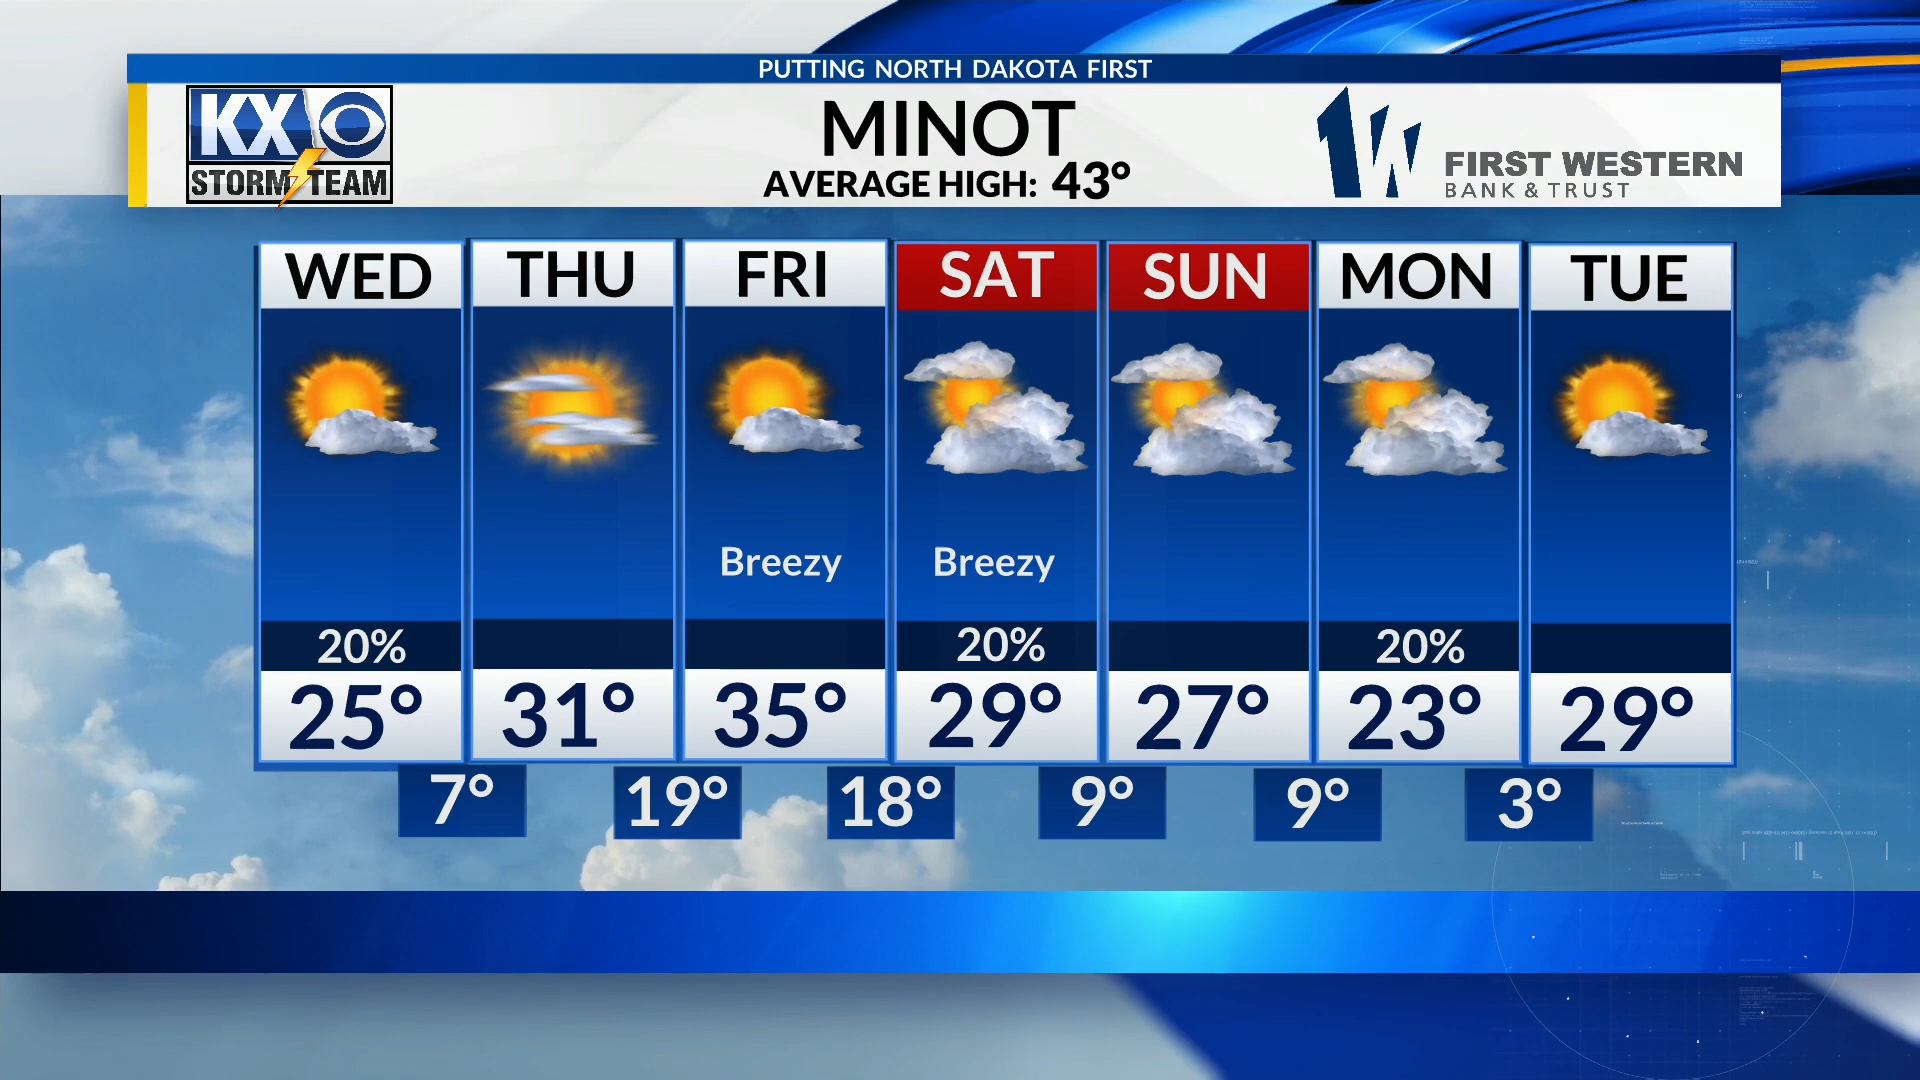 PUTTING NORTH DAKOTA FIRST
KX
STORM TEAM
MINOT
AVERAGE HIGH: 43°
1W
FIRST WESTERN
BANK & TRUST
WED THU FRI SAT SUN MON TUE
Breezy Breezy
20% 20% 20%
25° 31° 35° 29° 27° 23° 29°
7° 19° 18° 9° 9° 3°